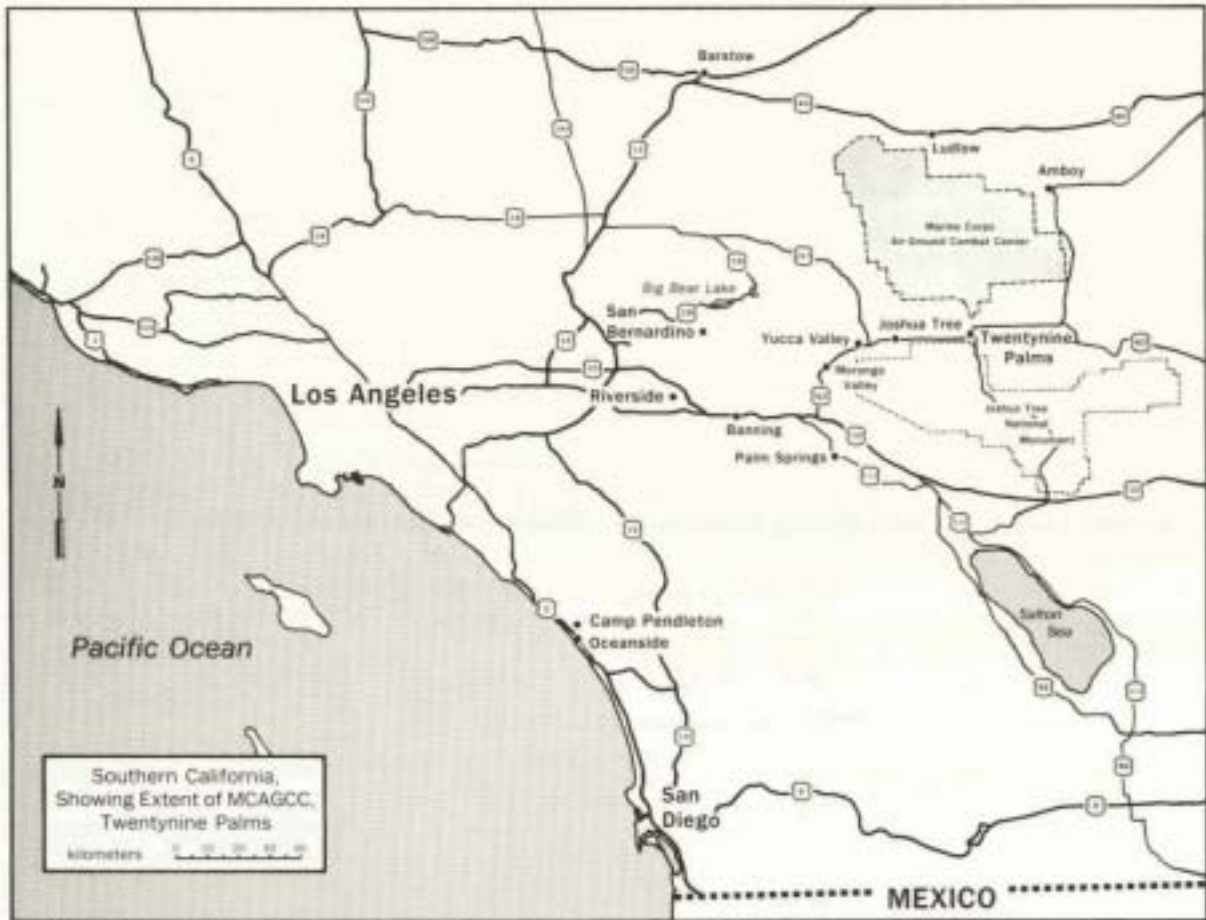 Barstow
Ludlow
Amboy
Marine Corps
Air-Ground Combat Center
Big Bear Lake
San
Bernardino
Yucca Valley
Joshua Tree
Twentynine
Palms
Morongo
Valley
Los Angeles
Riverside
Banning
Joshua Tree
National
Monument
Palm Springs
N
Camp Pendleton
Oceanside
Salton
Sea
Pacific Ocean
Southern California,
Showing Extent of MCAGCC,
Twentynine Palms
kilometers
San
Diego
MEXICO